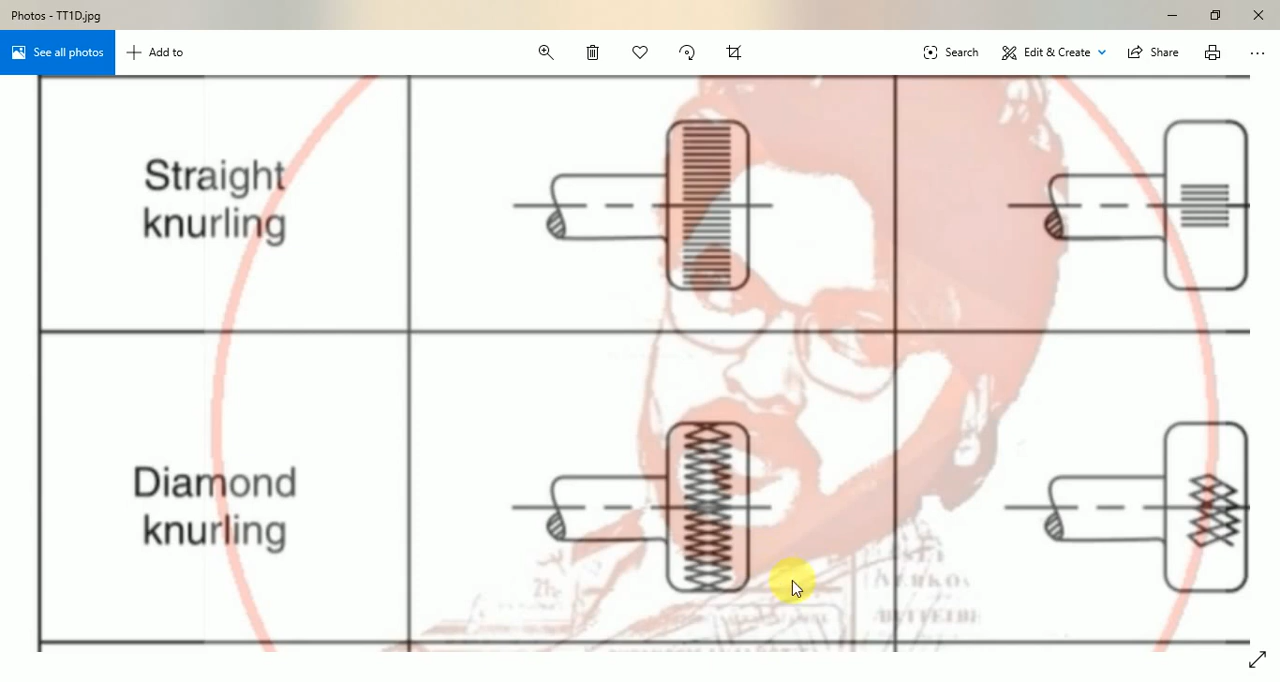 Photos - TT1D.jpg
See all photos
Add to
Search
Edit & Create
Share
Straight
knurling
Diamond
knurling